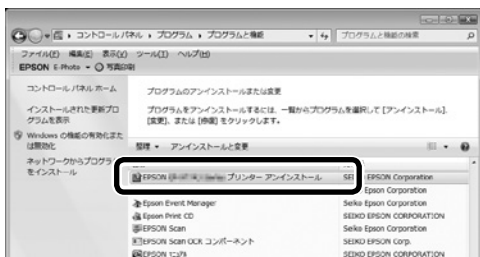 コントロール パネル ▸ プログラム ▸ プログラムと機能
プログラムと機能の検索
ファイル(F) 編集(E) 表示(V) ツール(T) ヘルプ(H)
EPSON E-Photo 写真印刷
コントロール パネル ホーム
インストールされた更新プログラムを表示
Windows の機能の有効化または無効化
ネットワークからプログラムをインストール
プログラムのアンインストールまたは変更
プログラムをアンインストールするには、一覧からプログラムを選択して [アンインストール]、
[変更]、または [修復] をクリックします。
整理 アンインストールと変更
EPSON プリンター アンインストール SEIKO EPSON Corporation
Seiko Epson Corporation
Epson Event Manager Seiko Epson Corporation
Epson Print CD SEIKO EPSON CORPORATION
EPSON Scan Seiko Epson Corporation
EPSON Scan OCR コンポーネント SEIKO EPSON Corp.
EPSON マニュアル SEIKO EPSON CORPORATION